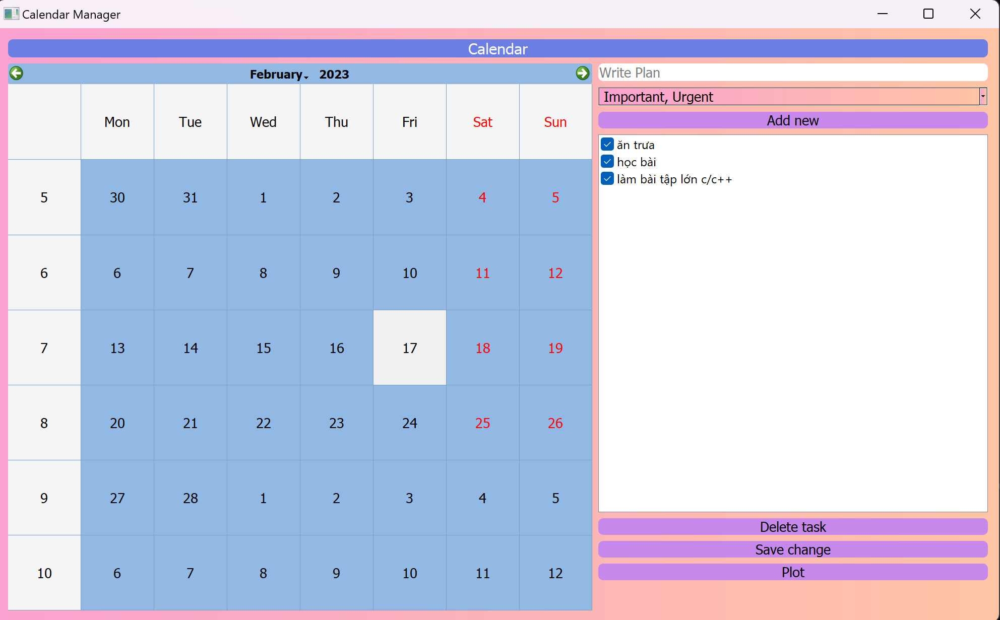 Calendar Manager
Calendar
February 2023
Mon Tue Wed Thu Fri Sat Sun
5 30 31 1 2 3 4 5
6 6 7 8 9 10 11 12
7 13 14 15 16 17 18 19
8 20 21 22 23 24 25 26
9 27 28 1 2 3 4 5
10 6 7 8 9 10 11 12
Write Plan
Important, Urgent
Add new
ăn trưa
học bài
làm bài tập lớn c/c++
Delete task
Save change
Plot